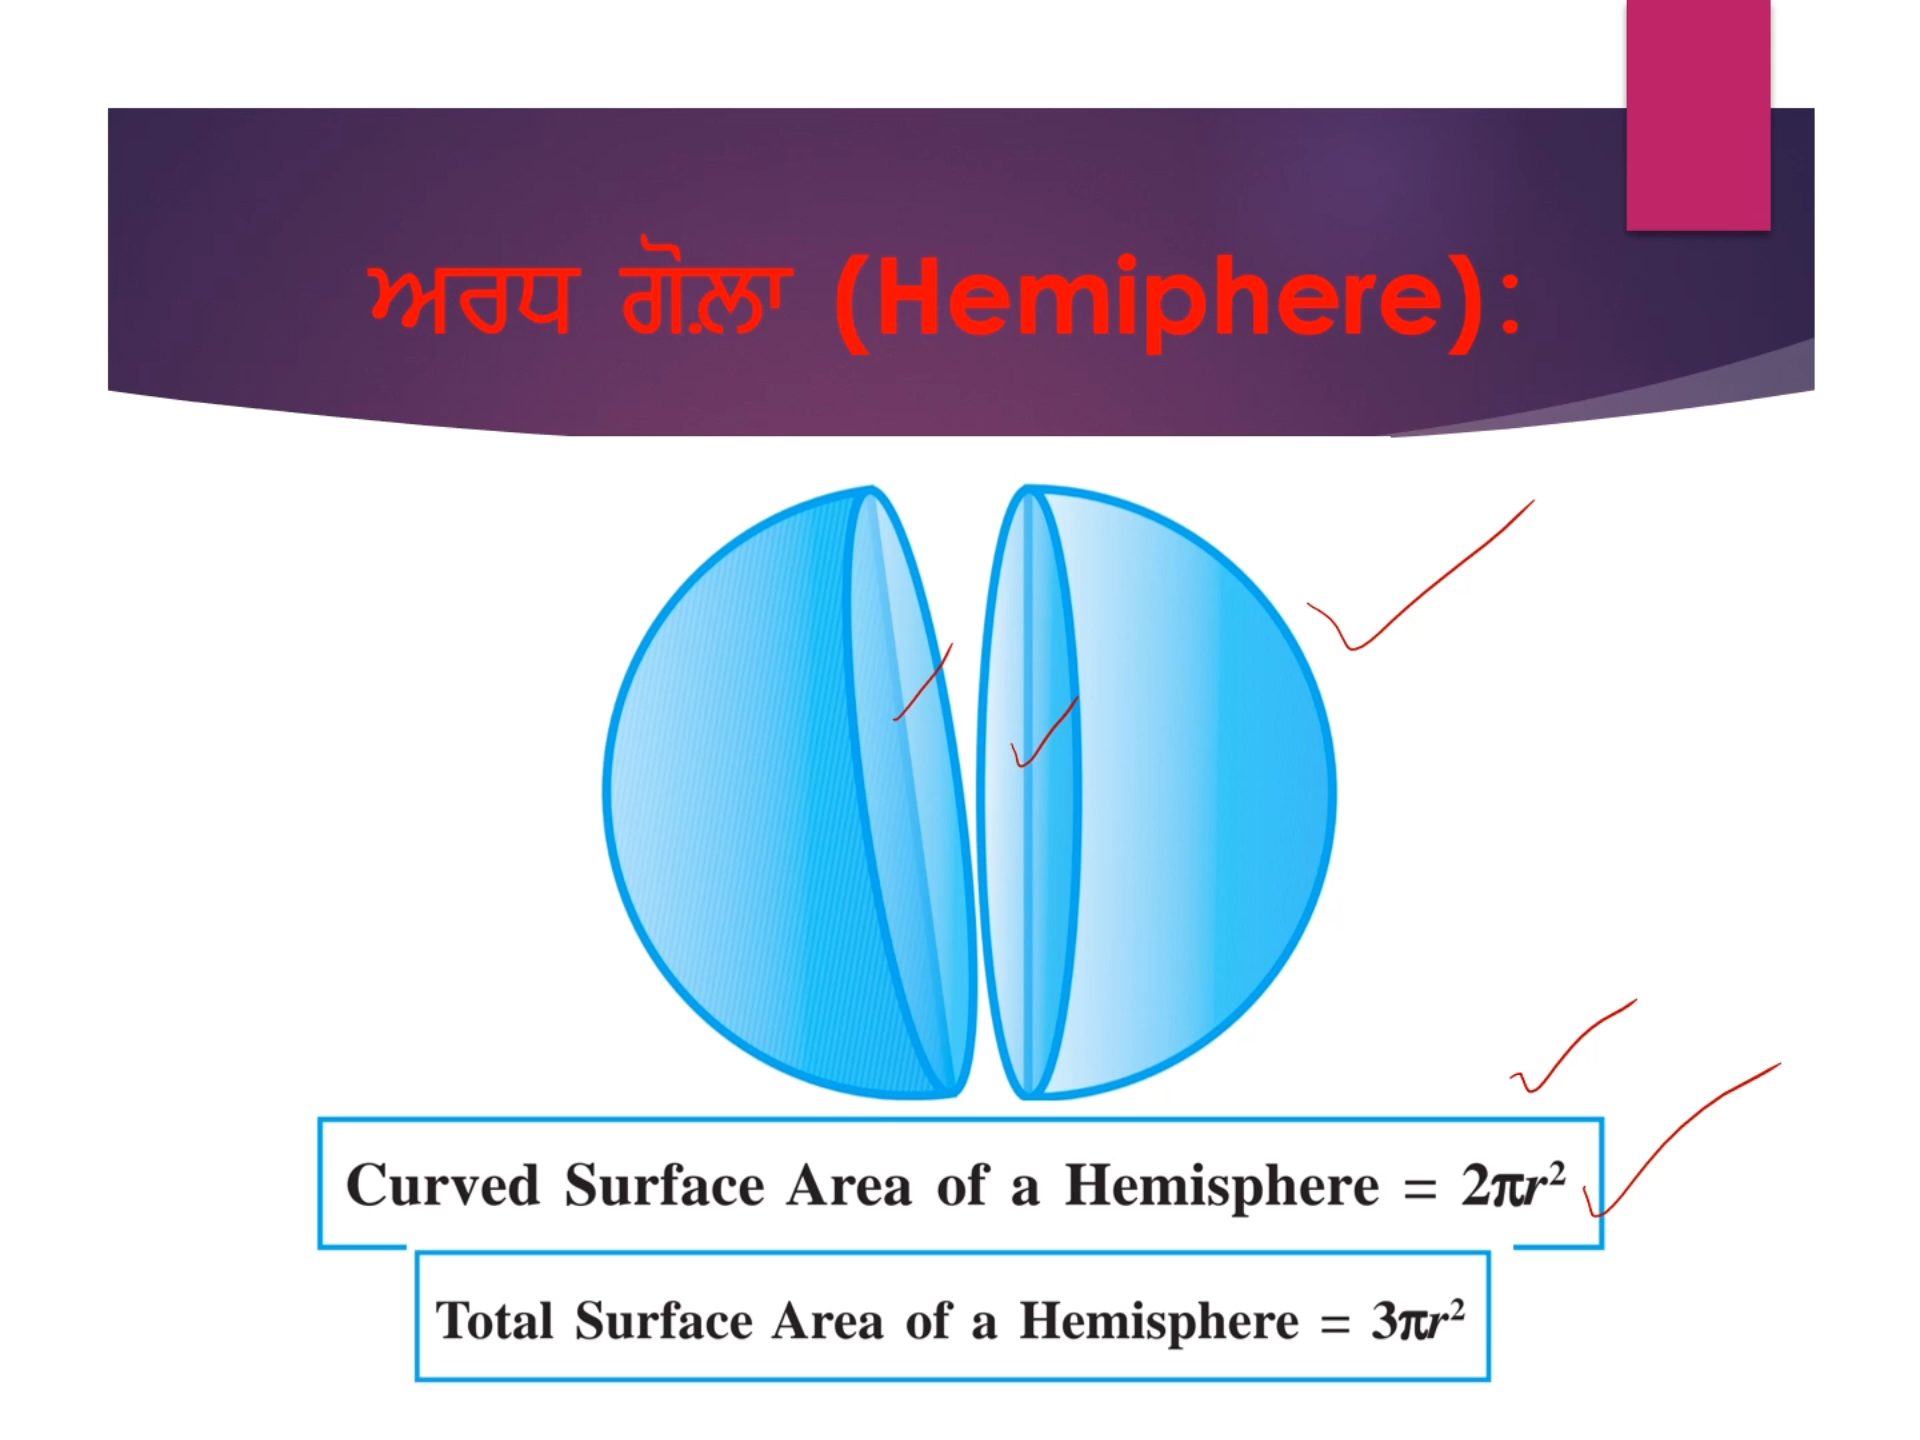 ਅਰਧ ਗੋਲ਼ਾ (Hemiphere):
Curved Surface Area of a Hemisphere = 2πr²
Total Surface Area of a Hemisphere = 3πr²